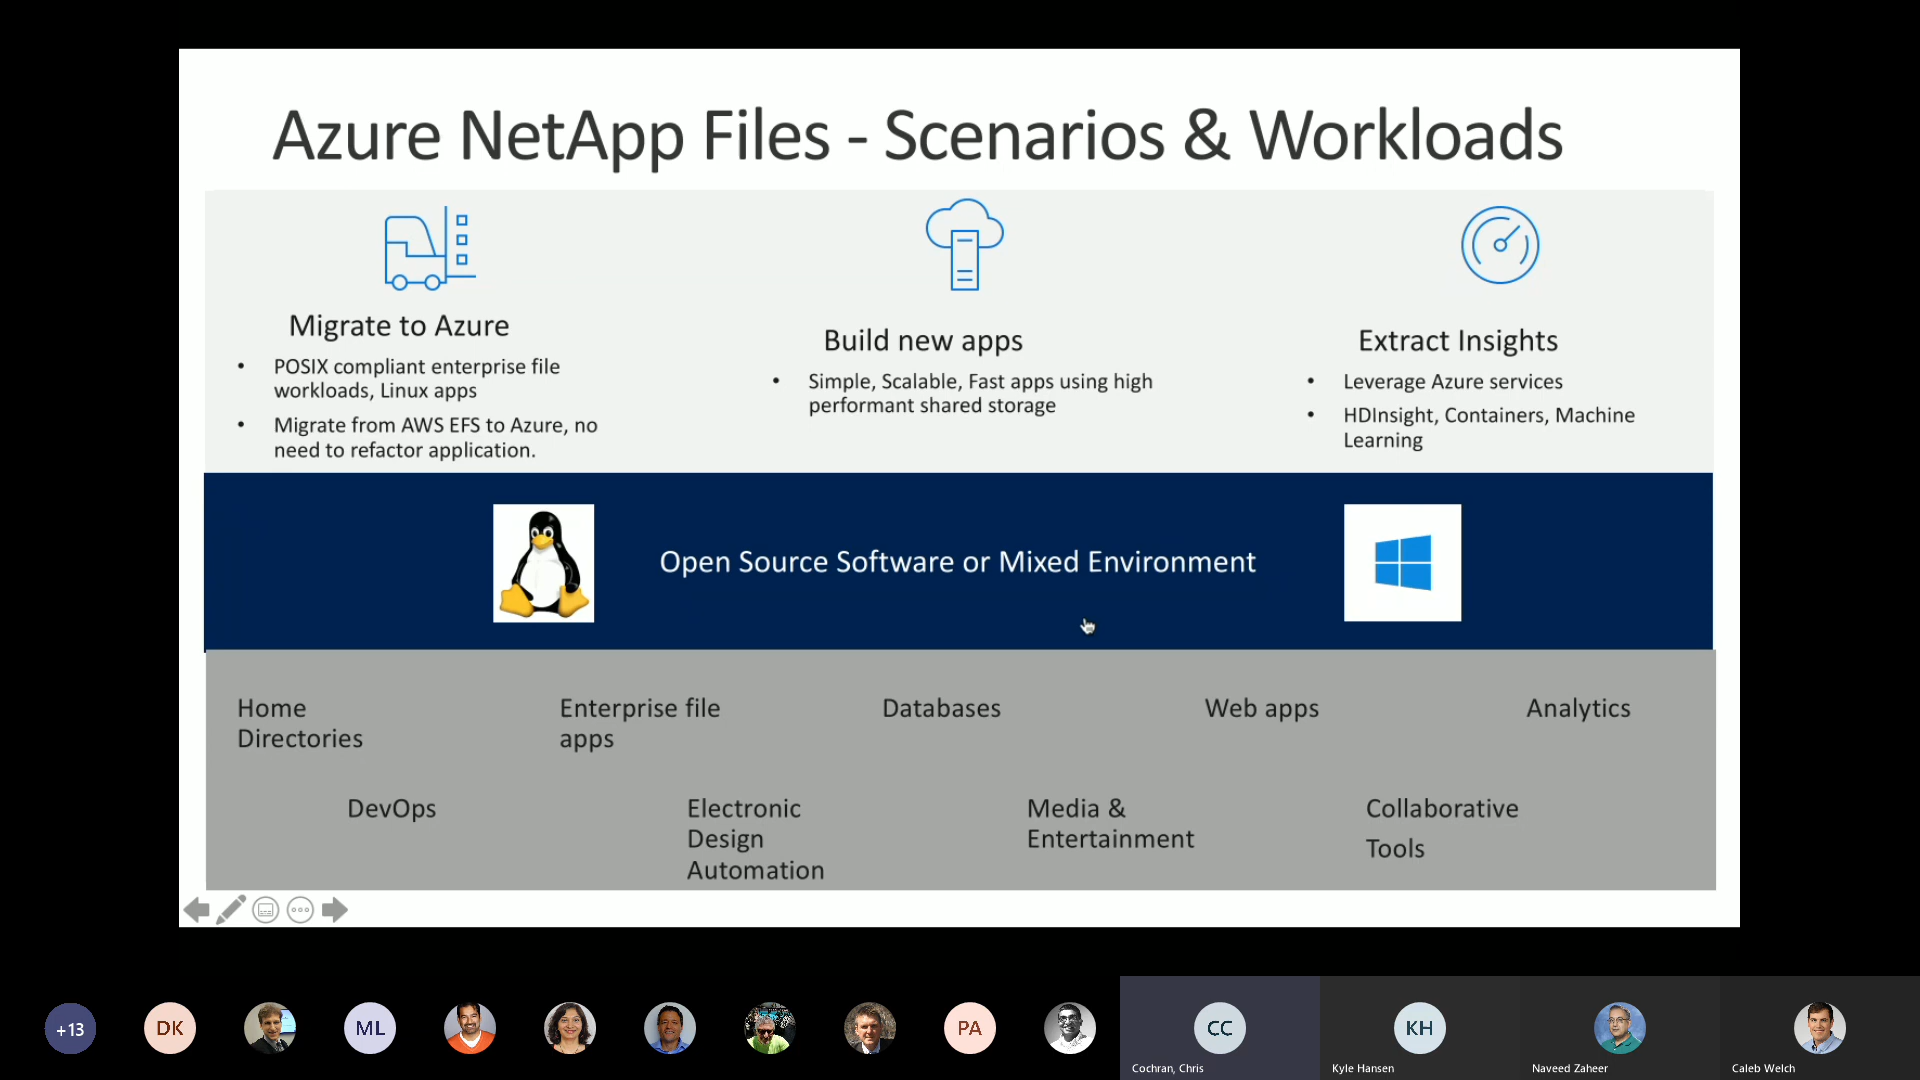 Azure NetApp Files - Scenarios & Workloads
Migrate to Azure
• POSIX compliant enterprise file
workloads, Linux apps
• Migrate from AWS EFS to Azure, no
need to refactor application.
Build new apps
• Simple, Scalable, Fast apps using high
performant shared storage
Extract Insights
• Leverage Azure services
• HDInsight, Containers, Machine
Learning
Open Source Software or Mixed Environment
Home
Directories
Enterprise file
apps
Databases
Web apps
Analytics
DevOps
Electronic
Design
Automation
Media &
Entertainment
Collaborative
Tools
+13
DK
ML
PA
CC
Cochran, Chris
KH
Kyle Hansen
Naveed Zaheer
Caleb Welch